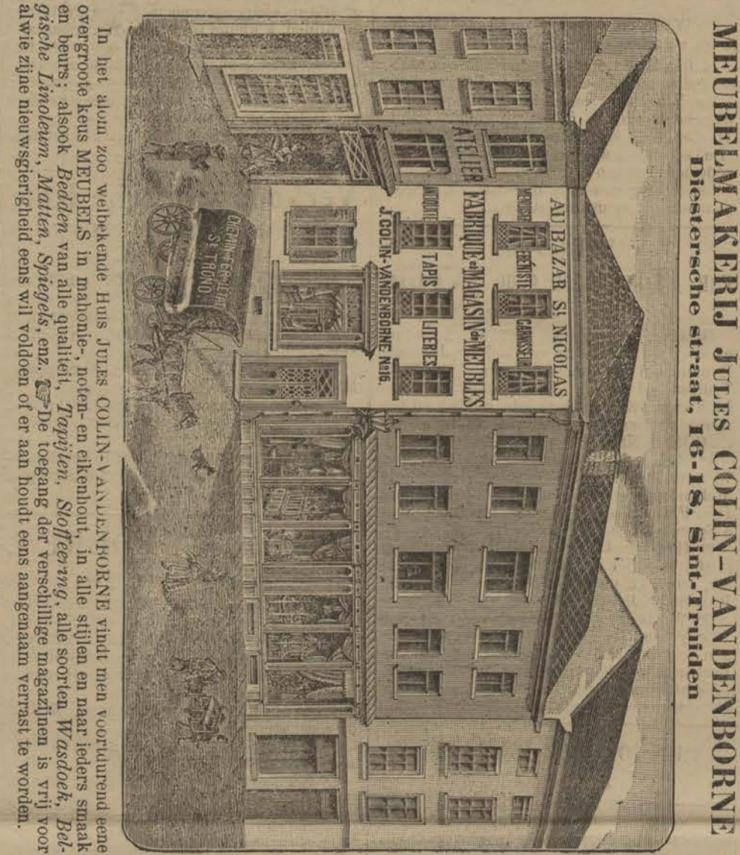 MEUBELMAKERIJ JULES COLIN-VANDENBORNE
Diestersche straat, 16-18, Sint-Truiden
AU BAZAR St NICOLAS
MENUISERIE EBÉNISTE GARNISSEUR
FABRIQUE et MAGASIN de MEUBLES
ATELIER
ANTIQUITÉ TAPIS LITERIES
J. COLIN-VANDENBORNE No 16.
St TROND
In het alom zoo welbekende Huis JULES COLIN-VANDENBORNE vindt men voortdurend eene
overgroote keus MEUBELS in mahonie-, noten- en eikenhout, in alle stijlen en naar ieders smaak
en beurs; alsook Bedden van alle qualiteit, Tapijten, Stoffeering, alle soorten Wasdoek, Bel-
gische Linoleum, Matten, Spiegels, enz. ☞ De toegang der verschillige magazijnen is vrij voor
alwie zijne nieuwsgierigheid eens wil voldoen of er aan houdt eens aangenaam verrast te worden.